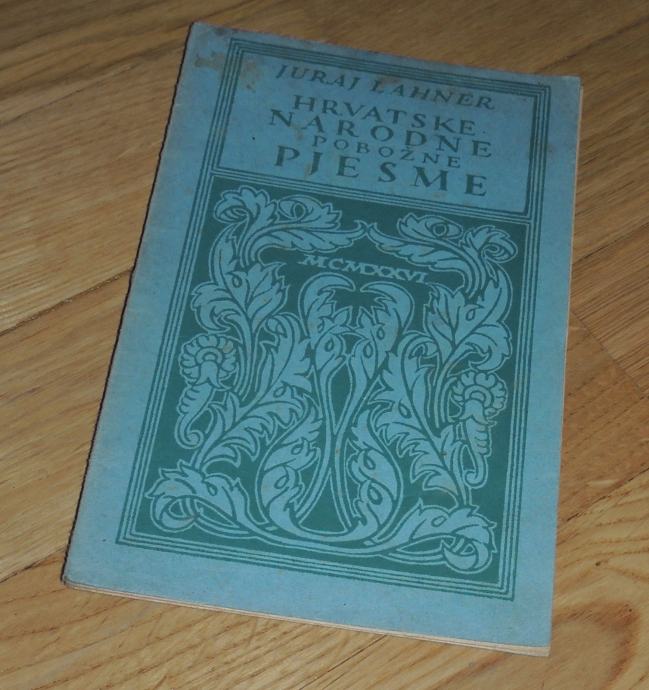 JURAJ LAHNER
HRVATSKE
NARODNE
POBOŽNE
PJESME
MCMXXVI